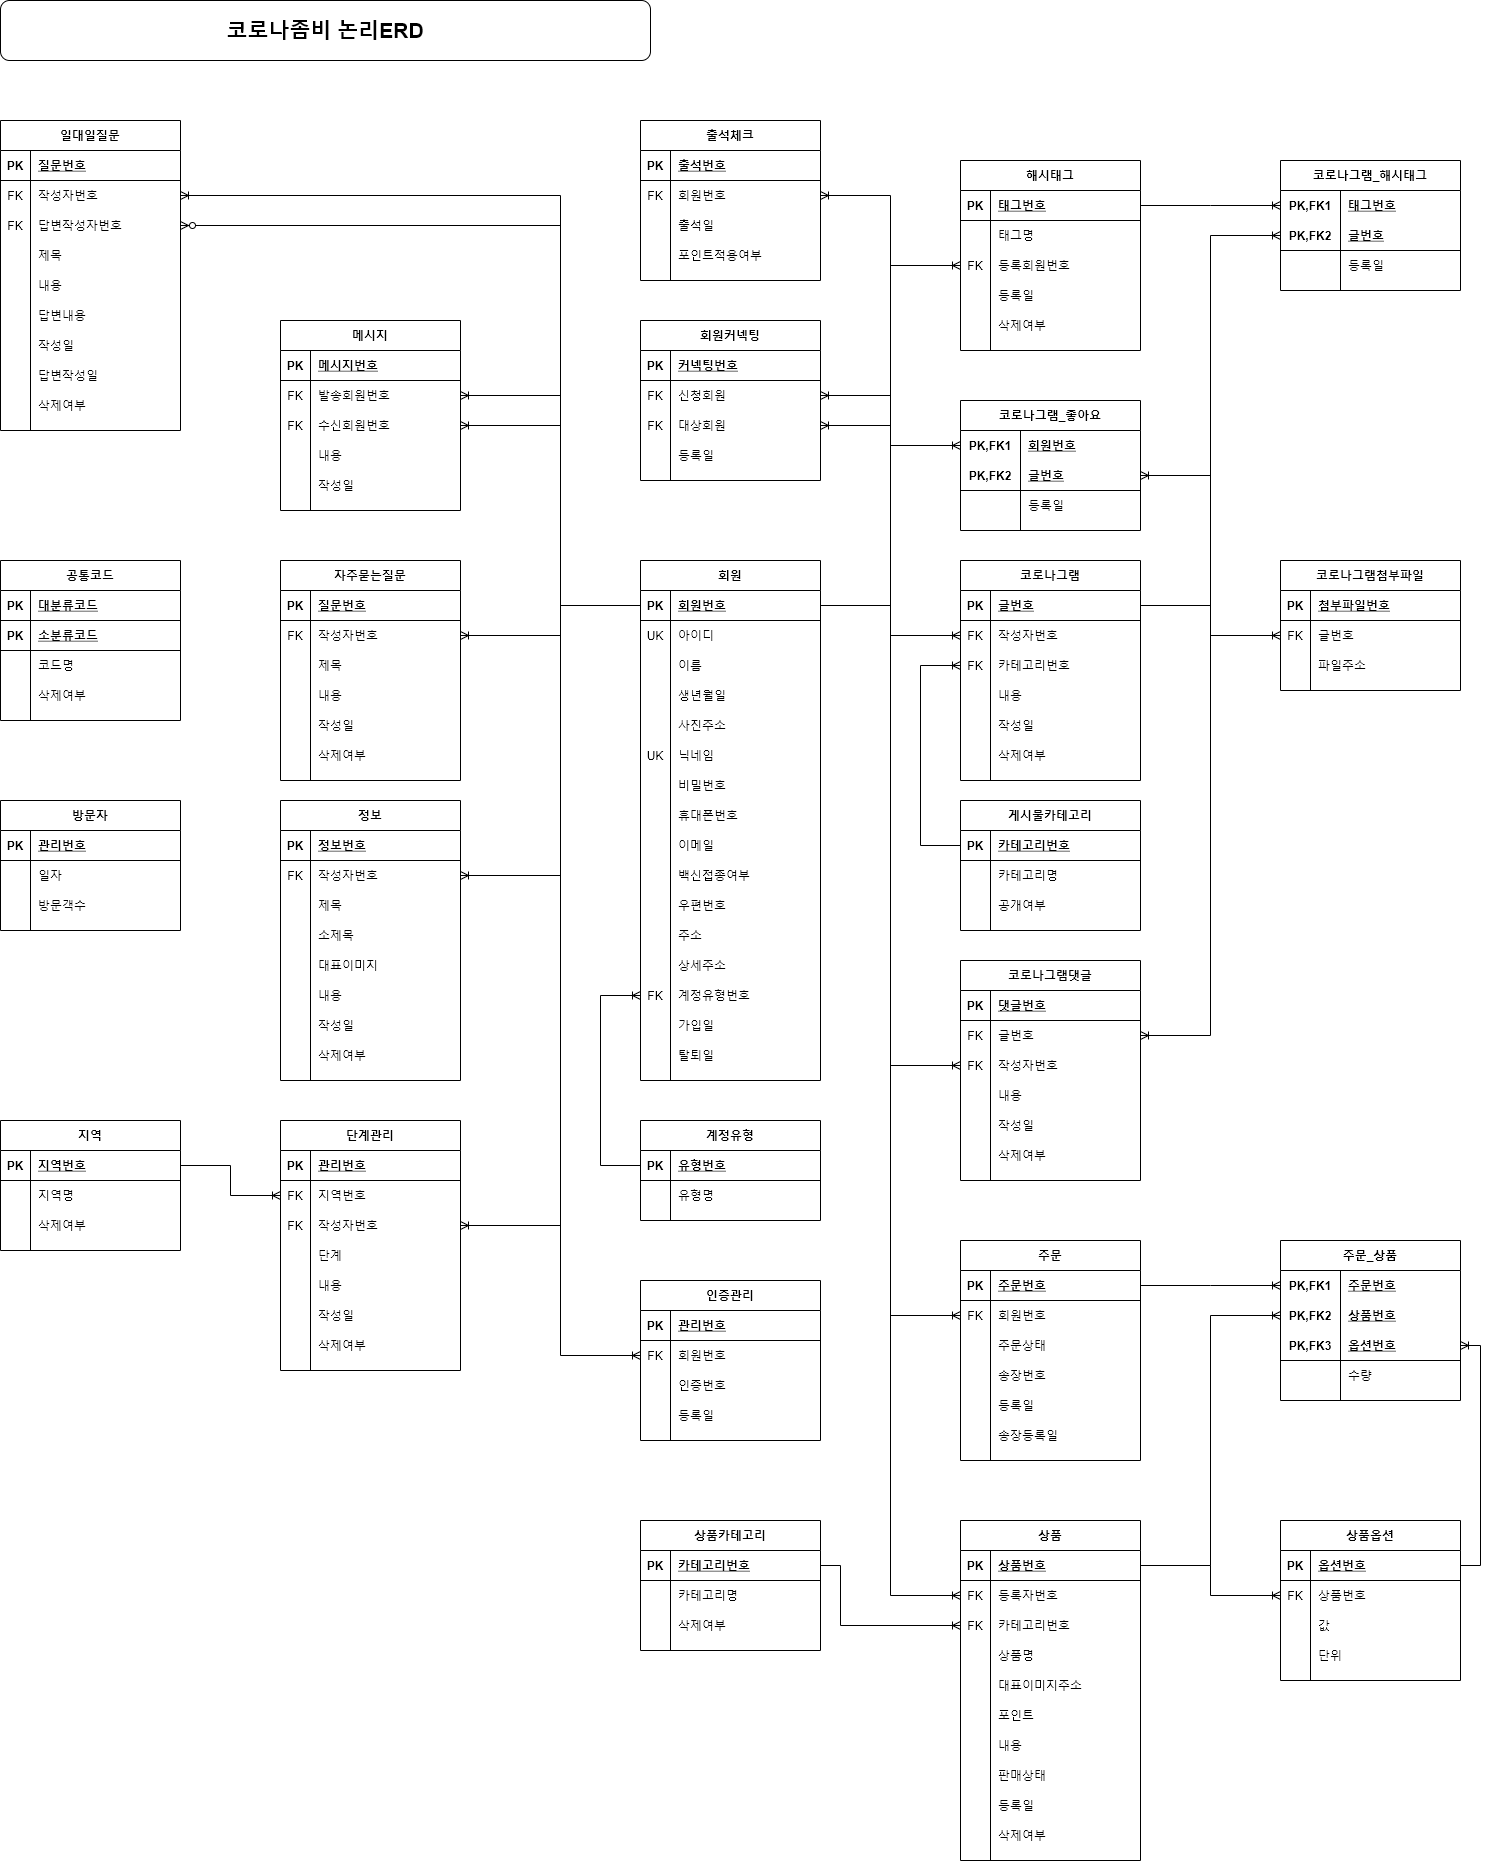 코로나좀비 논리ERD
일대일질문
PK 질문번호
FK 작성자번호
FK 답변작성자번호
제목
내용
답변내용
작성일
답변작성일
삭제여부
메시지
PK 메시지번호
FK 발송회원번호
FK 수신회원번호
내용
작성일
출석체크
PK 출석번호
FK 회원번호
출석일
포인트적용여부
회원커넥팅
PK 커넥팅번호
FK 신청회원
FK 대상회원
등록일
해시태그
PK 태그번호
태그명
FK 등록회원번호
등록일
삭제여부
코로나그램_해시태그
PK,FK1 태그번호
PK,FK2 글번호
등록일
코로나그램_좋아요
PK,FK1 회원번호
PK,FK2 글번호
등록일
공통코드
PK 대분류코드
PK 소분류코드
코드명
삭제여부
자주묻는질문
PK 질문번호
FK 작성자번호
제목
내용
작성일
삭제여부
회원
PK 회원번호
UK 아이디
이름
생년월일
사진주소
UK 닉네임
비밀번호
휴대폰번호
이메일
백신접종여부
우편번호
주소
상세주소
FK 계정유형번호
가입일
탈퇴일
코로나그램
PK 글번호
FK 작성자번호
FK 카테고리번호
내용
작성일
삭제여부
코로나그램첨부파일
PK 첨부파일번호
FK 글번호
파일주소
방문자
PK 관리번호
일자
방문객수
정보
PK 정보번호
FK 작성자번호
제목
소제목
대표이미지
내용
작성일
삭제여부
게시물카테고리
PK 카테고리번호
카테고리명
공개여부
코로나그램댓글
PK 댓글번호
FK 글번호
FK 작성자번호
내용
작성일
삭제여부
지역
PK 지역번호
지역명
삭제여부
단계관리
PK 관리번호
FK 지역번호
FK 작성자번호
단계
내용
작성일
삭제여부
계정유형
PK 유형번호
유형명
인증관리
PK 관리번호
FK 회원번호
인증번호
등록일
주문
PK 주문번호
FK 회원번호
주문상태
송장번호
등록일
송장등록일
주문_상품
PK,FK1 주문번호
PK,FK2 상품번호
PK,FK3 옵션번호
수량
상품카테고리
PK 카테고리번호
카테고리명
삭제여부
상품
PK 상품번호
FK 등록자번호
FK 카테고리번호
상품명
대표이미지주소
포인트
내용
판매상태
등록일
삭제여부
상품옵션
PK 옵션번호
FK 상품번호
값
단위